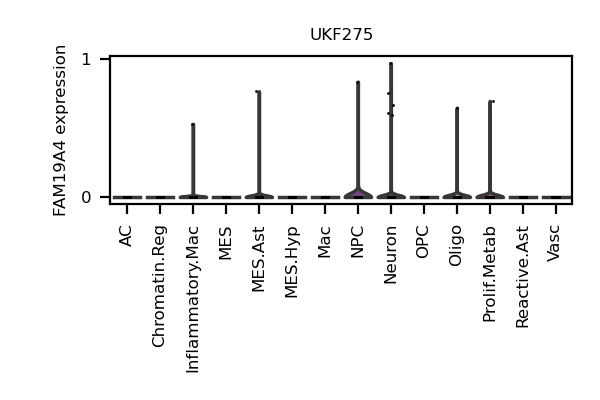 UKF275
FAM19A4 expression
1
0
AC
Chromatin.Reg
Inflammatory.Mac
MES
MES.Ast
MES.Hyp
Mac
NPC
Neuron
OPC
Oligo
Prolif.Metab
Reactive.Ast
Vasc